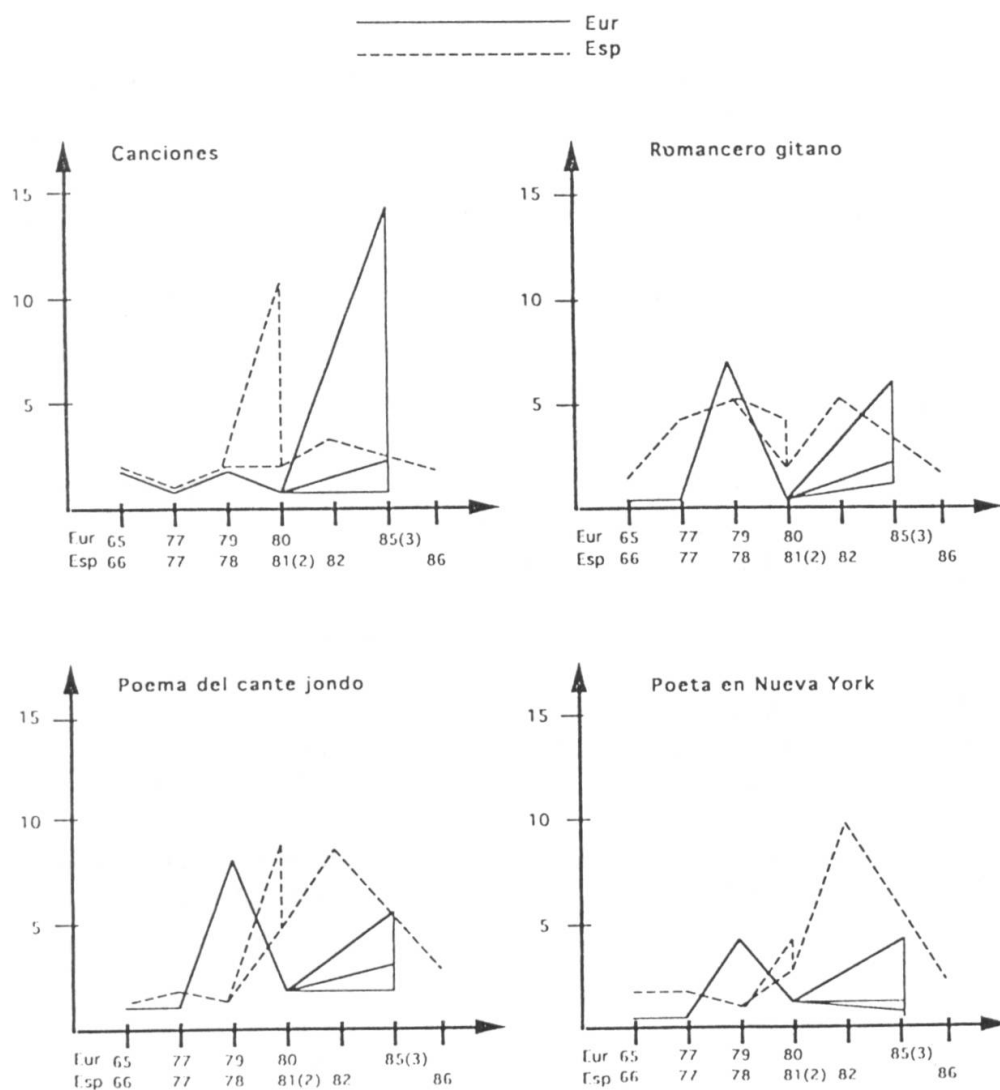 Eur
Esp
Canciones
15
10
5
Eur 65 77 79 80 85(3)
Esp 66 77 78 81(2) 82 86
Romancero gitano
15
10
5
Eur 65 77 79 80 85(3)
Esp 66 77 78 81(2) 82 86
Poema del cante jondo
15
10
5
Eur 65 77 79 80 85(3)
Esp 66 77 78 81(2) 82 86
Poeta en Nueva York
15
10
5
Eur 65 77 79 80 85(3)
Esp 66 77 78 81(2) 82 86